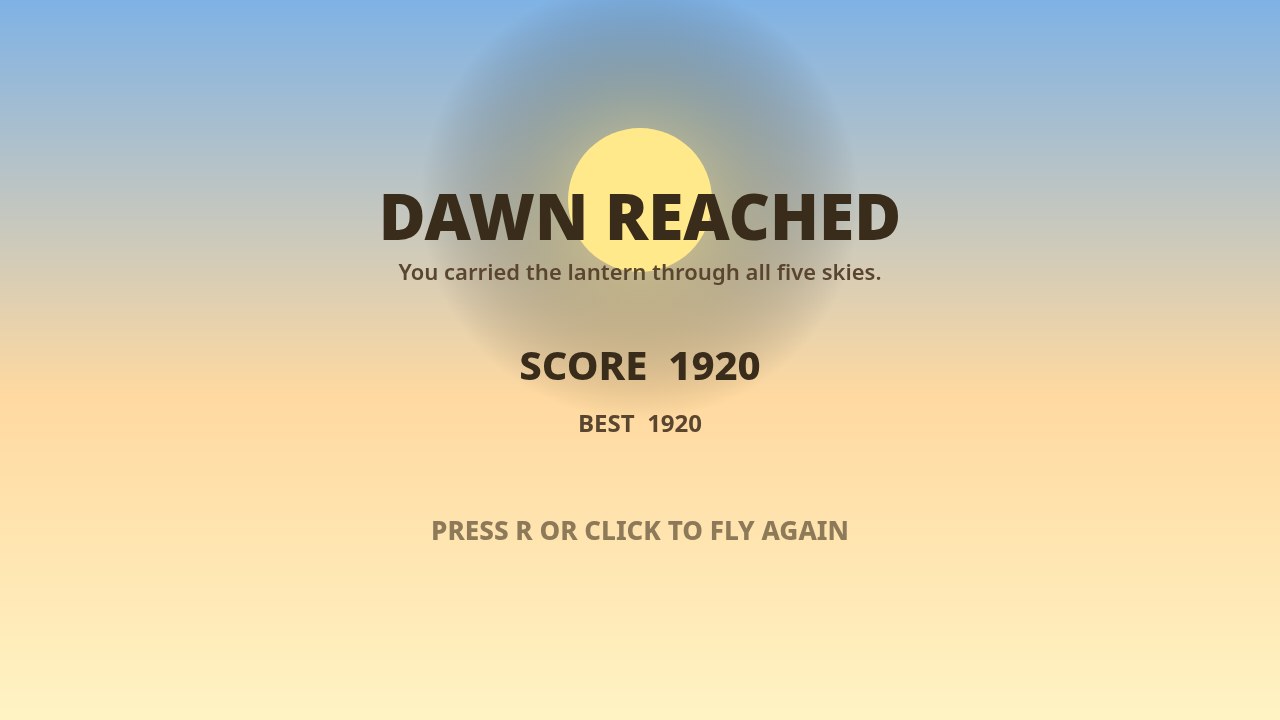 DAWN REACHED
You carried the lantern through all five skies.
SCORE 1920
BEST 1920
PRESS R OR CLICK TO FLY AGAIN